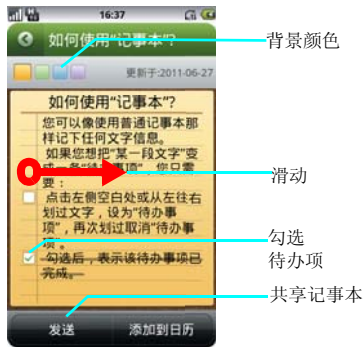 16:37
如何使用“记事本”?
背景颜色
更新于:2011-06-27
如何使用“记事本”?
您可以像使用普通记事本那
样记下任何文字信息。
如果您想把“某一段文字”变
成一条“待办事项”，您只需
要：
滑动
点击左侧空白处或从左往右
划过文字，设为“待办事
项”，再次划过取消“待办事
项”。
勾选
待办项
勾选后，表示该待办事项已
完成。
共享记事本
发送
添加到日历